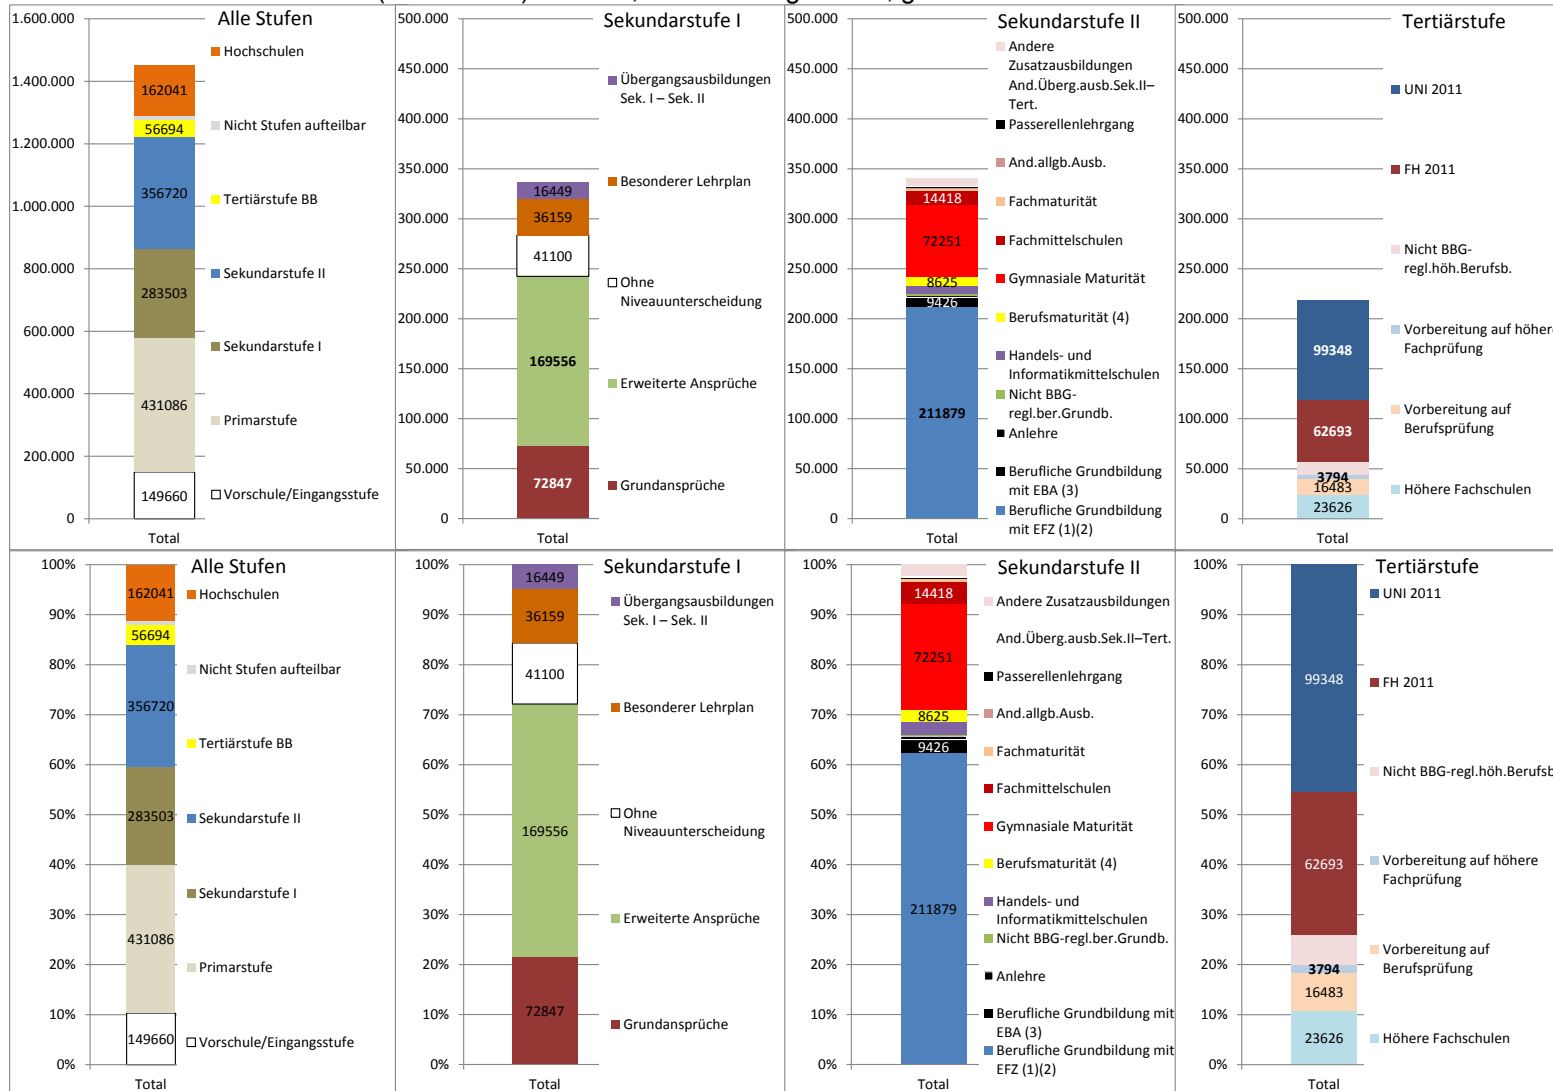 Alle Stufen
1.600.000
1.400.000
1.200.000
1.000.000
800.000
600.000
400.000
200.000
0
162041
56694
356720
283503
431086
149660
Total
Hochschulen
Nicht Stufen aufteilbar
Tertiärstufe BB
Sekundarstufe II
Sekundarstufe I
Primarstufe
Vorschule/Eingangsstufe
Sekundarstufe I
500.000
450.000
400.000
350.000
300.000
250.000
200.000
150.000
100.000
50.000
0
16449
36159
41100
169556
72847
Total
Übergangsausbildungen
Sek. I – Sek. II
Besonderer Lehrplan
Ohne
Niveauunterscheidung
Erweiterte Ansprüche
Grundansprüche
Sekundarstufe II
500.000
450.000
400.000
350.000
300.000
250.000
200.000
150.000
100.000
50.000
0
14418
72251
8625
9426
211879
Total
Andere
Zusatzausbildungen
And.Überg.ausb.Sek.II–
Tert.
Passerellenlehrgang
And.allgb.Ausb.
Fachmaturität
Fachmittelschulen
Gymnasiale Maturität
Berufsmaturität (4)
Handels- und
Informatikmittelschulen
Nicht BBG-
regl.ber.Grundb.
Anlehre
Berufliche Grundbildung
mit EBA (3)
Berufliche Grundbildung
mit EFZ (1)(2)
Tertiärstufe
500.000
450.000
400.000
350.000
300.000
250.000
200.000
150.000
100.000
50.000
0
99348
62693
3794
16483
23626
Total
UNI 2011
FH 2011
Nicht BBG-
regl.höh.Berufsb.
Vorbereitung auf höhere
Fachprüfung
Vorbereitung auf
Berufsprüfung
Höhere Fachschulen
Alle Stufen
100%
90%
80%
70%
60%
50%
40%
30%
20%
10%
0%
162041
56694
356720
283503
431086
149660
Total
Hochschulen
Nicht Stufen aufteilbar
Tertiärstufe BB
Sekundarstufe II
Sekundarstufe I
Primarstufe
Vorschule/Eingangsstufe
Sekundarstufe I
100%
90%
80%
70%
60%
50%
40%
30%
20%
10%
0%
16449
36159
41100
169556
72847
Total
Übergangsausbildungen
Sek. I – Sek. II
Besonderer Lehrplan
Ohne
Niveauunterscheidung
Erweiterte Ansprüche
Grundansprüche
Sekundarstufe II
100%
90%
80%
70%
60%
50%
40%
30%
20%
10%
0%
14418
72251
8625
9426
211879
Total
Andere Zusatzausbildungen
And.Überg.ausb.Sek.II–Tert.
Passerellenlehrgang
And.allgb.Ausb.
Fachmaturität
Fachmittelschulen
Gymnasiale Maturität
Berufsmaturität (4)
Handels- und
Informatikmittelschulen
Nicht BBG-regl.ber.Grundb.
Anlehre
Berufliche Grundbildung mit
EBA (3)
Berufliche Grundbildung mit
EFZ (1)(2)
Tertiärstufe
100%
90%
80%
70%
60%
50%
40%
30%
20%
10%
0%
99348
62693
3794
16483
23626
Total
UNI 2011
FH 2011
Nicht BBG-regl.höh.Berufsb
Vorbereitung auf höhere
Fachprüfung
Vorbereitung auf
Berufsprüfung
Höhere Fachschulen